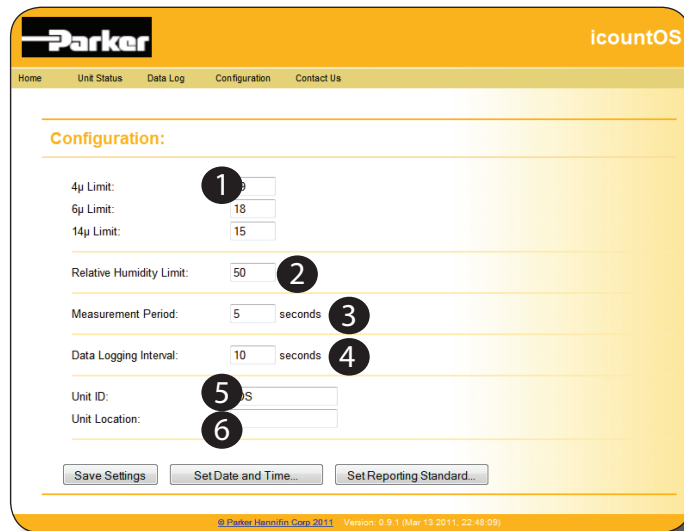 Parker
icountOS
Home Unit Status Data Log Configuration Contact Us
Configuration:
4µ Limit: 1 9
6µ Limit: 18
14µ Limit: 15
Relative Humidity Limit: 50 2
Measurement Period: 5 seconds 3
Data Logging Interval: 10 seconds 4
Unit ID: 5 OS
Unit Location: 6
Save Settings Set Date and Time... Set Reporting Standard...
© Parker Hannifin Corp 2011 Version: 0.9.1 (Mar 13 2011, 22:48:09)